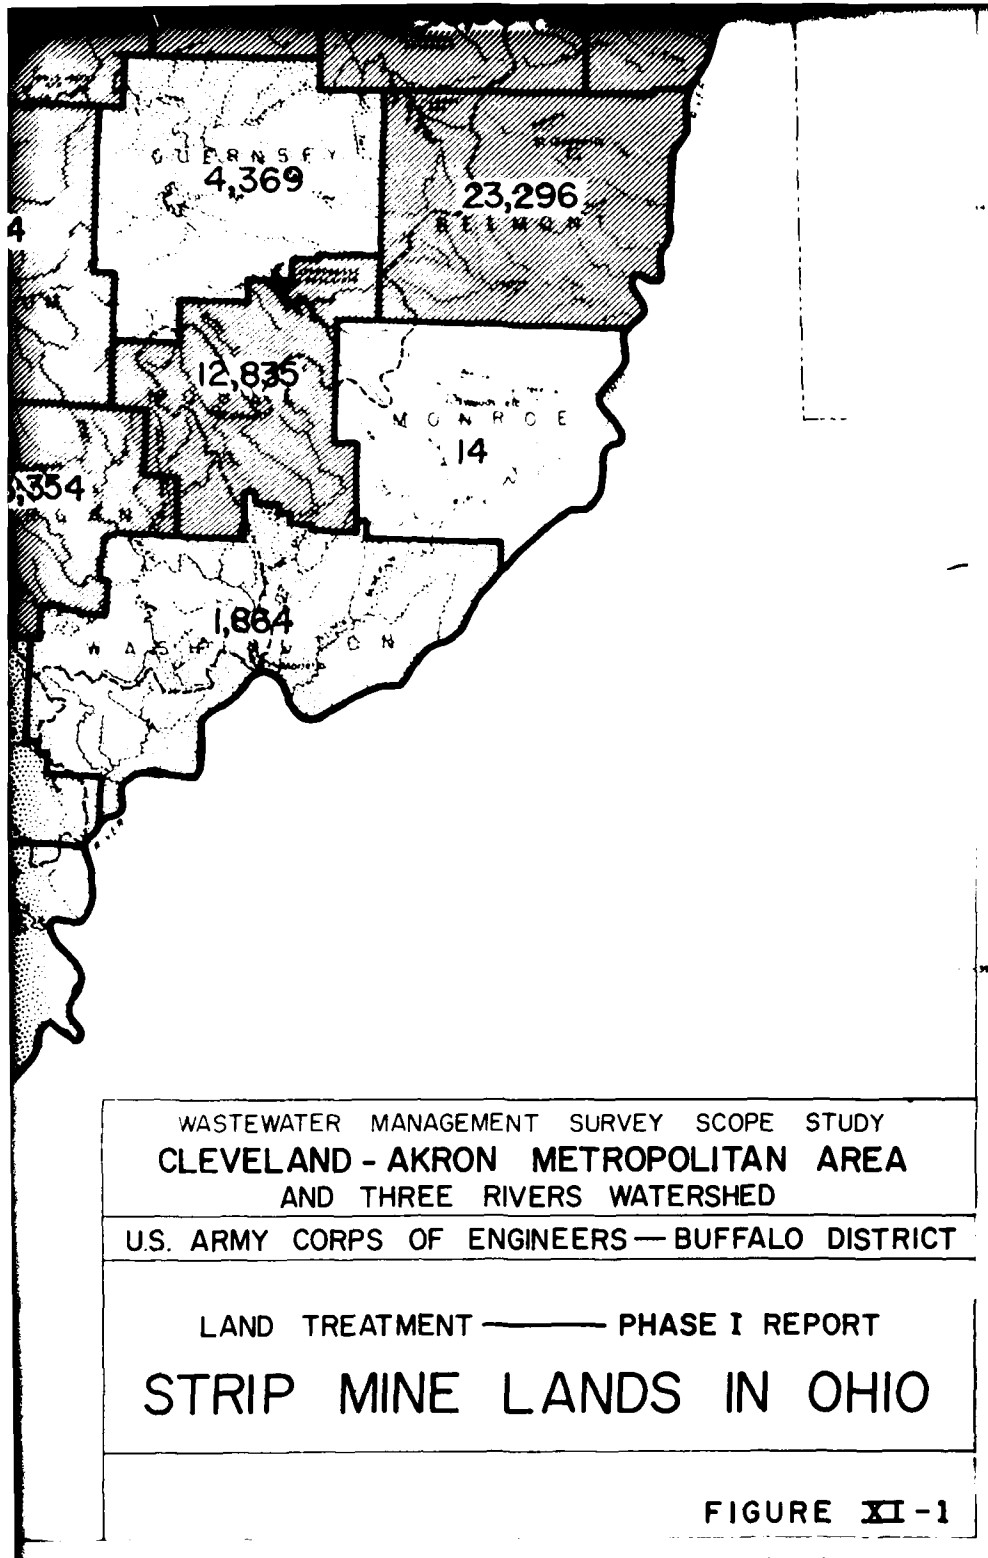 GUERNSEY
4,369
23,296
BELMONT
4
12,835
MONROE
14
,354
1,864
WASHINGTON
RIVER
WASTEWATER MANAGEMENT SURVEY SCOPE STUDY
CLEVELAND - AKRON METROPOLITAN AREA
AND THREE RIVERS WATERSHED
U.S. ARMY CORPS OF ENGINEERS — BUFFALO DISTRICT
LAND TREATMENT —— PHASE I REPORT
STRIP MINE LANDS IN OHIO
FIGURE XI-1